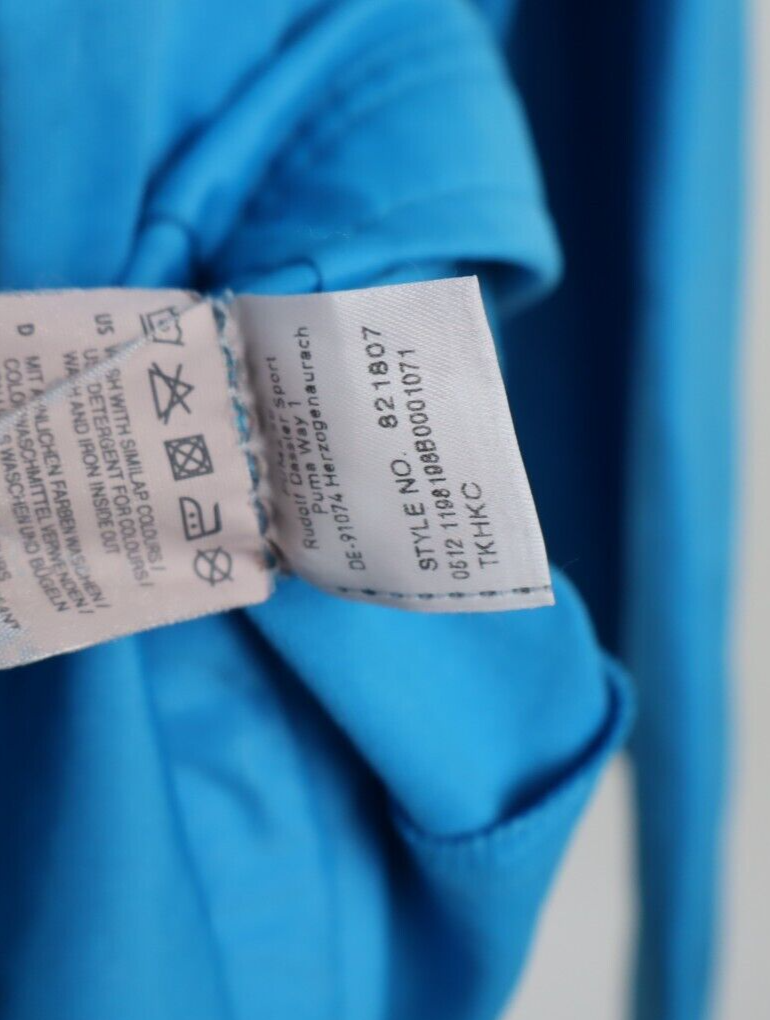 Rudolf Dassler Sport
Puma Way 1
DE-91074 Herzogenaurach
STYLE NO. 821807
0512 1198198B0001071
TKHKC
US WASH WITH SIMILAR COLOURS/
DETERGENT FOR COLOURS/
WASH AND IRON INSIDE OUT
D MIT ÄHNLICHEN FARBEN WASCHEN/
COLORWASCHMITTEL VERWENDEN/
WASCHEN UND BÜGELN